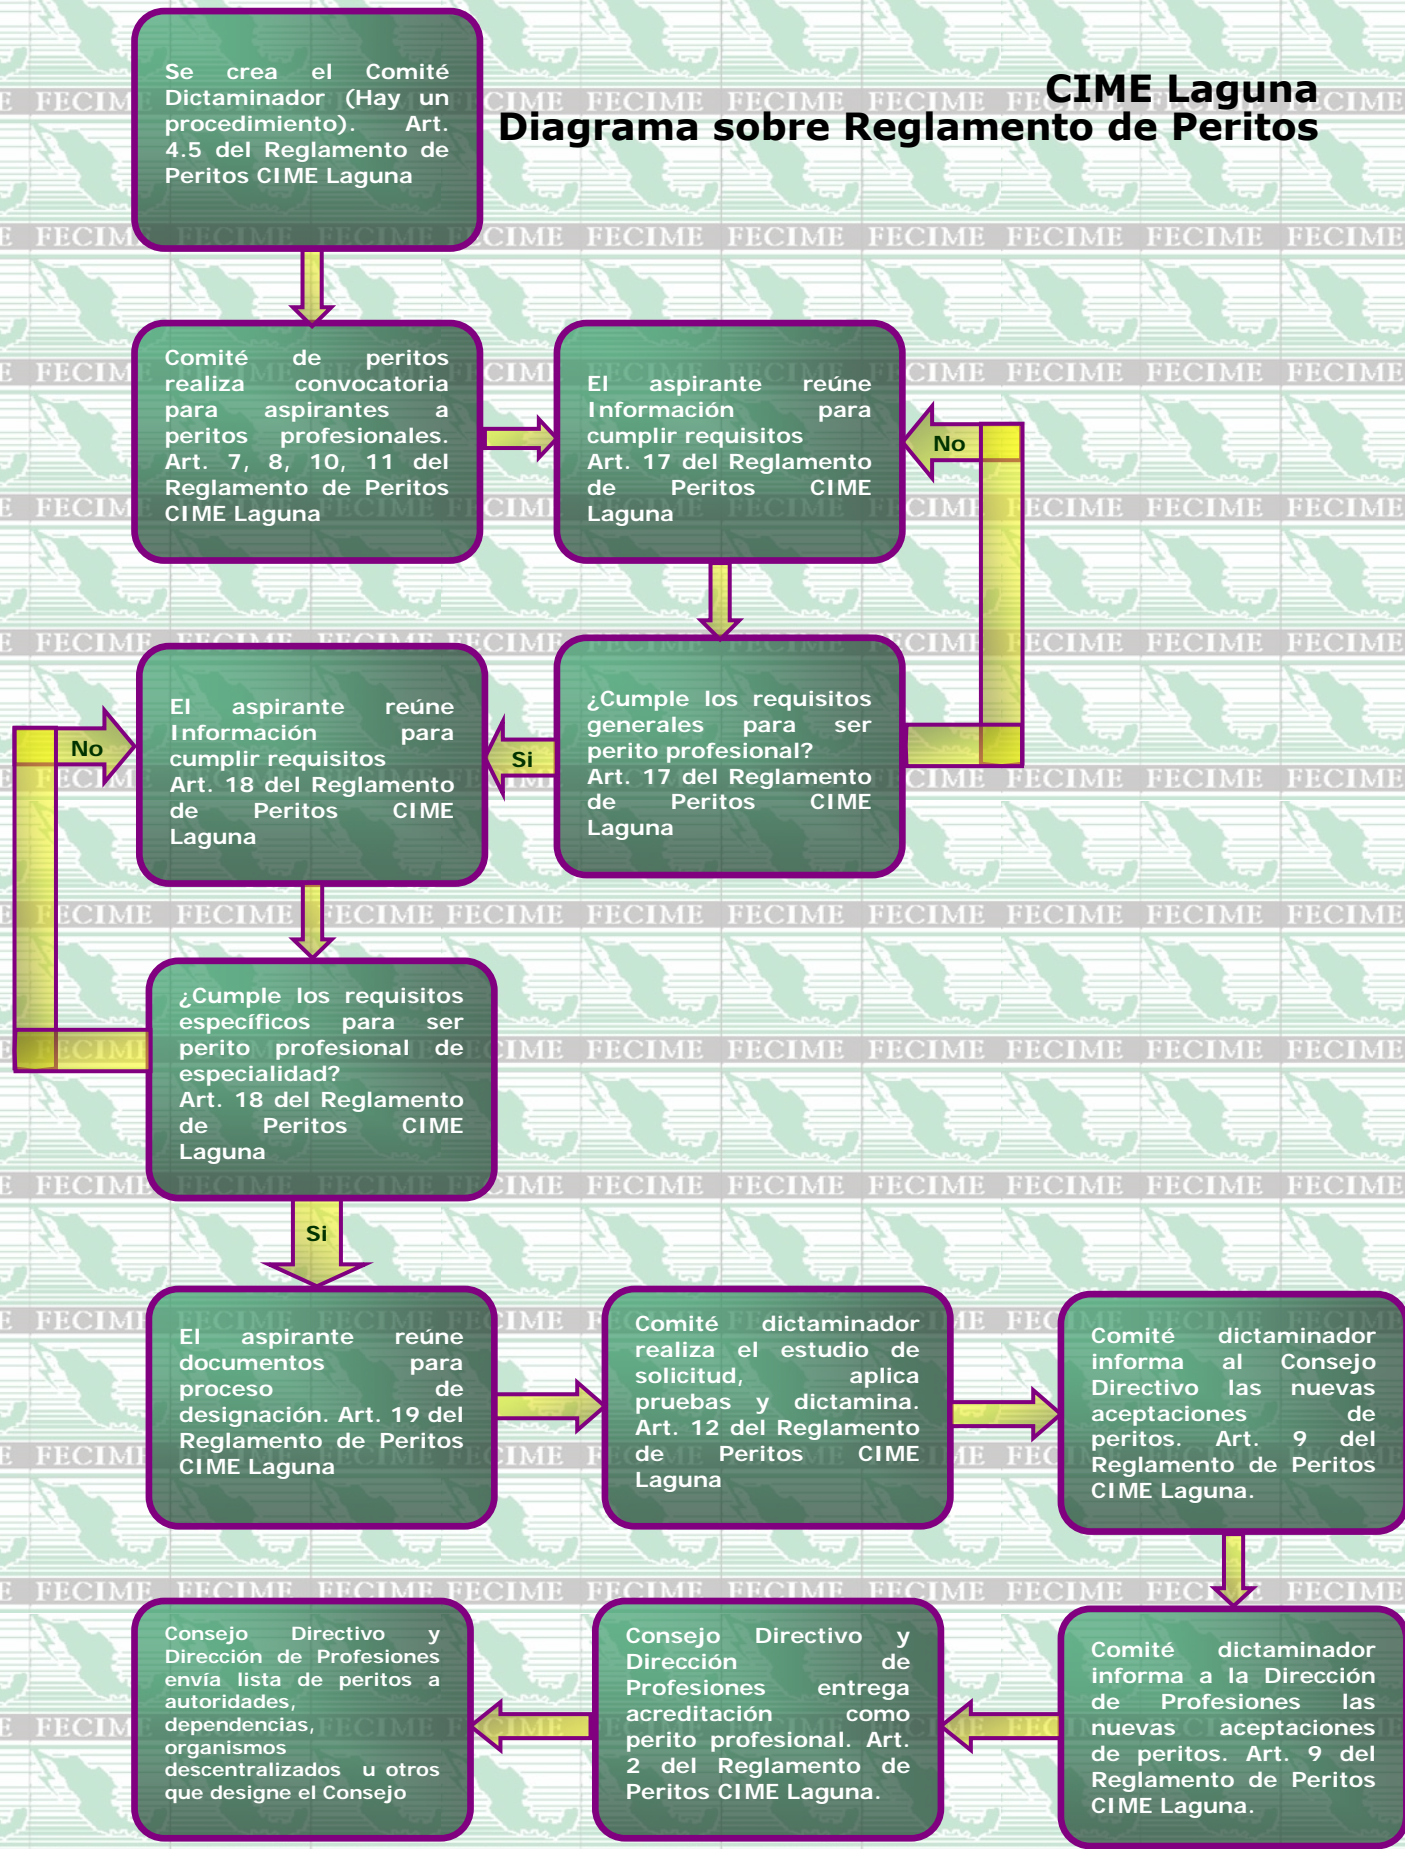 CIME Laguna
Diagrama sobre Reglamento de Peritos
Se crea el Comité
Dictaminador (Hay un
procedimiento). Art.
4.5 del Reglamento de
Peritos CIME Laguna
Comité de peritos
realiza convocatoria
para aspirantes a
peritos profesionales.
Art. 7, 8, 10, 11 del
Reglamento de Peritos
CIME Laguna
El aspirante reúne
Información para
cumplir requisitos
Art. 17 del Reglamento
de Peritos CIME
Laguna
No
¿Cumple los requisitos
generales para ser
perito profesional?
Art. 17 del Reglamento
de Peritos CIME
Laguna
Si
El aspirante reúne
Información para
cumplir requisitos
Art. 18 del Reglamento
de Peritos CIME
Laguna
No
¿Cumple los requisitos
específicos para ser
perito profesional de
especialidad?
Art. 18 del Reglamento
de Peritos CIME
Laguna
Si
El aspirante reúne
documentos para
proceso de
designación. Art. 19 del
Reglamento de Peritos
CIME Laguna
Comité dictaminador
realiza el estudio de
solicitud, aplica
pruebas y dictamina.
Art. 12 del Reglamento
de Peritos CIME
Laguna
Comité dictaminador
informa al Consejo
Directivo las nuevas
aceptaciones de
peritos. Art. 9 del
Reglamento de Peritos
CIME Laguna.
Comité dictaminador
informa a la Dirección
de Profesiones las
nuevas aceptaciones
de peritos. Art. 9 del
Reglamento de Peritos
CIME Laguna.
Consejo Directivo y
Dirección de
Profesiones entrega
acreditación como
perito profesional. Art.
2 del Reglamento de
Peritos CIME Laguna.
Consejo Directivo y
Dirección de Profesiones
envía lista de peritos a
autoridades,
dependencias,
organismos
descentralizados u otros
que designe el Consejo